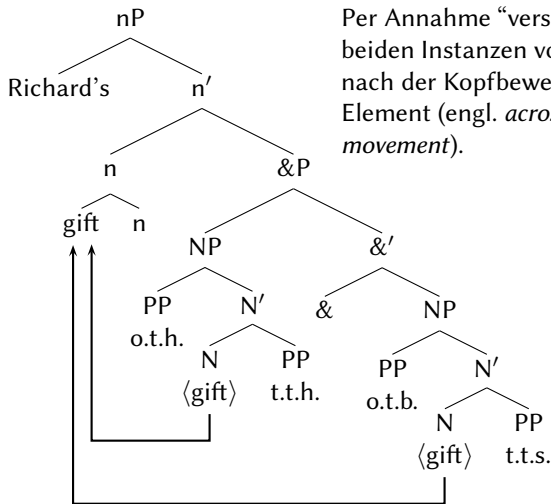 nP
Per Annahme “vers
beiden Instanzen vo
Richard's n′
nach der Kopfbewe
Element (engl. acros
movement).
n &P
gift n
NP &′
PP N′ & NP
o.t.h.
N PP PP N′
⟨gift⟩ t.t.h. o.t.b.
N PP
⟨gift⟩ t.t.s.